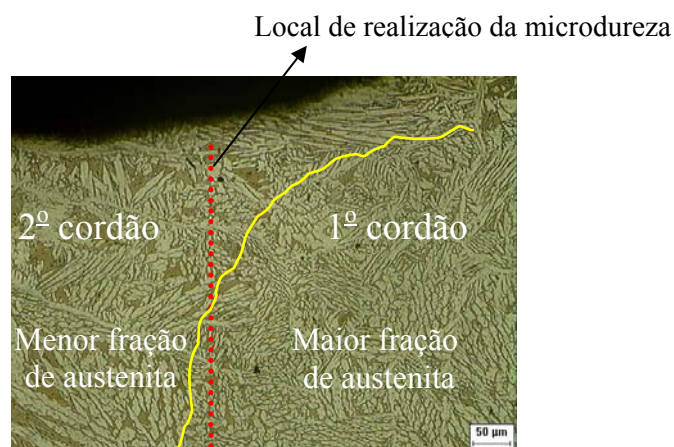 Local de realização da microdureza
2º cordão
1º cordão
Menor fração
de austenita
Maior fração
de austenita
50 µm